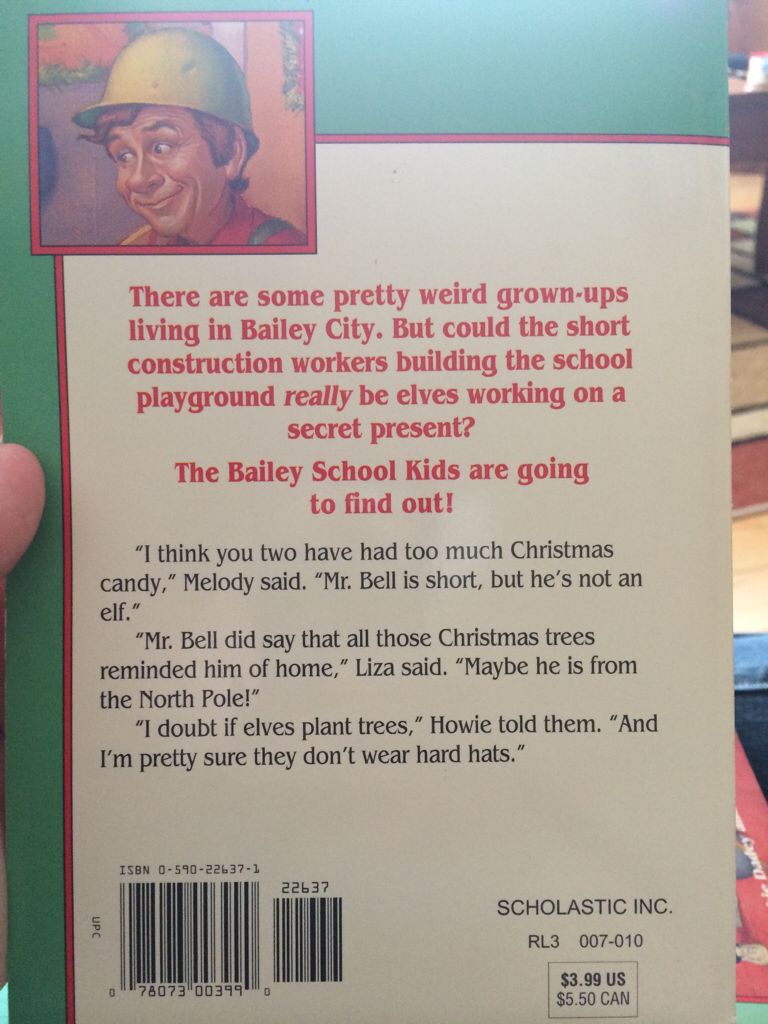 There are some pretty weird grown-ups
living in Bailey City. But could the short
construction workers building the school
playground really be elves working on a
secret present?
The Bailey School Kids are going
to find out!
“I think you two have had too much Christmas
candy,” Melody said. “Mr. Bell is short, but he’s not an
elf.”
“Mr. Bell did say that all those Christmas trees
reminded him of home,” Liza said. “Maybe he is from
the North Pole!”
“I doubt if elves plant trees,” Howie told them. “And
I’m pretty sure they don’t wear hard hats.”
ISBN 0-590-22637-1
22637
UPC
0 78073 00399 0
SCHOLASTIC INC.
RL3 007-010
$3.99 US
$5.50 CAN